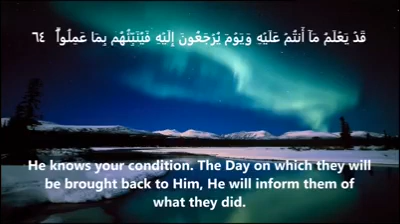 قَدْ يَعْلَمُ مَآ أَنتُمْ عَلَيْهِ وَيَوْمَ يُرْجَعُونَ إِلَيْهِ فَيُنَبِّئُهُم بِمَا عَمِلُوا۟ ۗ ٦٤
He knows your condition. The Day on which they will
be brought back to Him, He will inform them of
what they did.